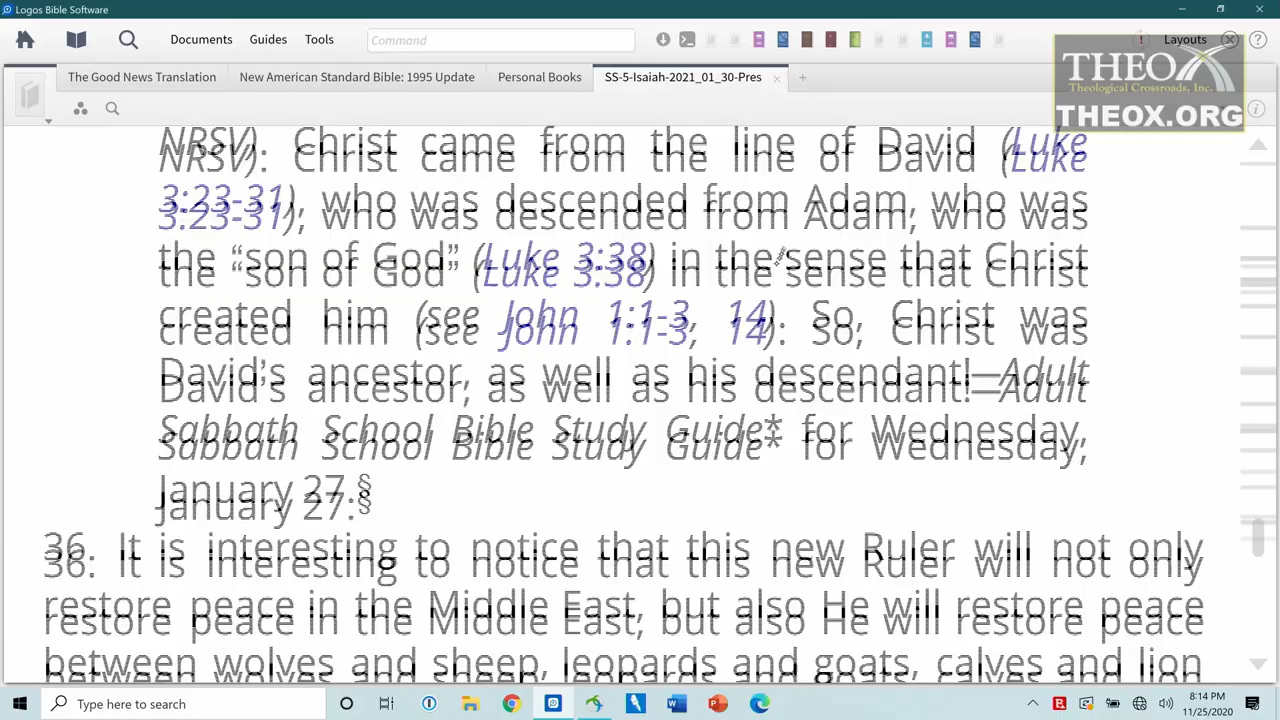 Logos Bible Software
Documents Guides Tools Command Layouts
The Good News Translation New American Standard Bible: 1995 Update Personal Books SS-5-Isaiah-2021_01_30-Pres
THEOX
Theological Crossroads, Inc.
THEOX.ORG
NRSV). Christ came from the line of David (Luke
3:23-31), who was descended from Adam, who was
the “son of God” (Luke 3:38) in the sense that Christ
created him (see John 1:1-3, 14). So, Christ was
David’s ancestor, as well as his descendant!—Adult
Sabbath School Bible Study Guide* for Wednesday,
January 27.§
36. It is interesting to notice that this new Ruler will not only
restore peace in the Middle East, but also He will restore peace
between wolves and sheep, leopards and goats, calves and lion
Type here to search
8:14 PM
11/25/2020